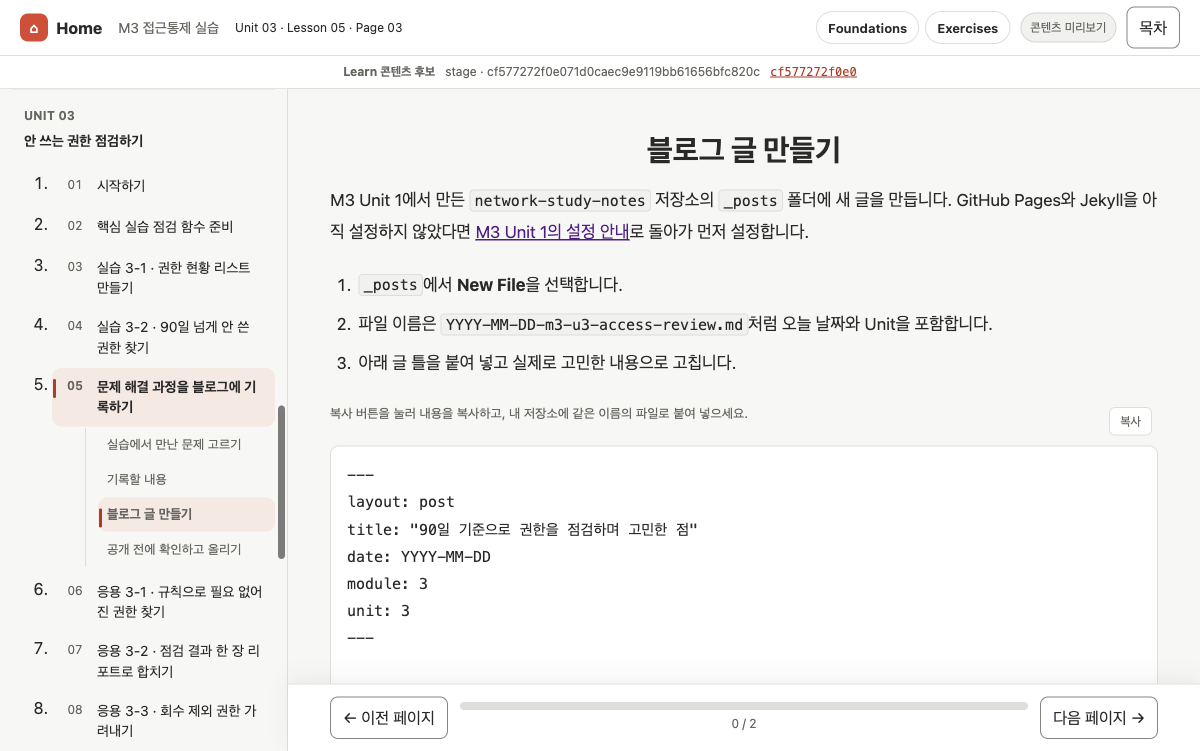 Home M3 접근통제 실습 Unit 03 · Lesson 05 · Page 03 Foundations Exercises 콘텐츠 미리보기 목차
Learn 콘텐츠 후보 stage · cf577272f0e071d0caec9e9119bb61656bfc820c cf577272f0e0
UNIT 03
안 쓰는 권한 점검하기
1. 01 시작하기
2. 02 핵심 실습 점검 함수 준비
3. 03 실습 3-1 · 권한 현황 리스트
만들기
4. 04 실습 3-2 · 90일 넘게 안 쓴
권한 찾기
5. 05 문제 해결 과정을 블로그에 기
록하기
실습에서 만난 문제 고르기
기록할 내용
블로그 글 만들기
공개 전에 확인하고 올리기
6. 06 응용 3-1 · 규칙으로 필요 없어
진 권한 찾기
7. 07 응용 3-2 · 점검 결과 한 장 리
포트로 합치기
8. 08 응용 3-3 · 회수 제외 권한 가
려내기
블로그 글 만들기
M3 Unit 1에서 만든 network-study-notes 저장소의 _posts 폴더에 새 글을 만듭니다. GitHub Pages와 Jekyll을 아
직 설정하지 않았다면 M3 Unit 1의 설정 안내로 돌아가 먼저 설정합니다.
1. _posts에서 New File을 선택합니다.
2. 파일 이름은 YYYY-MM-DD-m3-u3-access-review.md처럼 오늘 날짜와 Unit을 포함합니다.
3. 아래 글 틀을 붙여 넣고 실제로 고민한 내용으로 고칩니다.
복사 버튼을 눌러 내용을 복사하고, 내 저장소에 같은 이름의 파일로 붙여 넣으세요.
복사
---
layout: post
title: "90일 기준으로 권한을 점검하며 고민한 점"
date: YYYY-MM-DD
module: 3
unit: 3
---
← 이전 페이지
0 / 2
다음 페이지 →